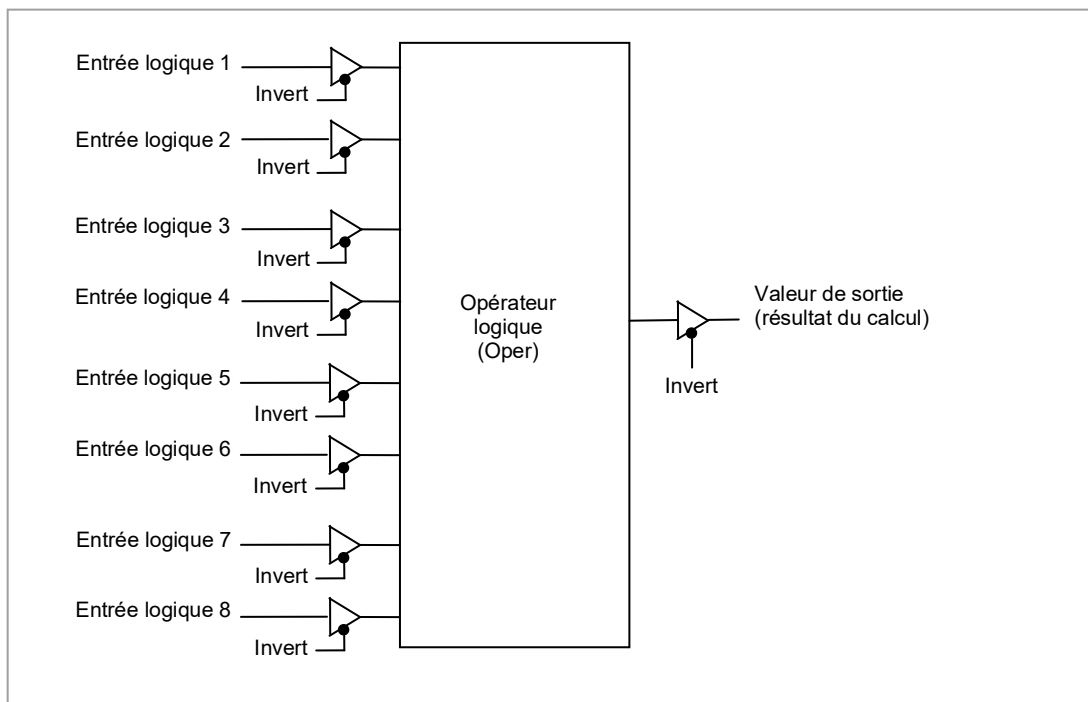 Entrée logique 1
Invert
Entrée logique 2
Invert
Entrée logique 3
Invert
Entrée logique 4
Invert
Entrée logique 5
Invert
Entrée logique 6
Invert
Entrée logique 7
Invert
Entrée logique 8
Invert
Opérateur
logique
(Oper)
Valeur de sortie
(résultat du calcul)
Invert